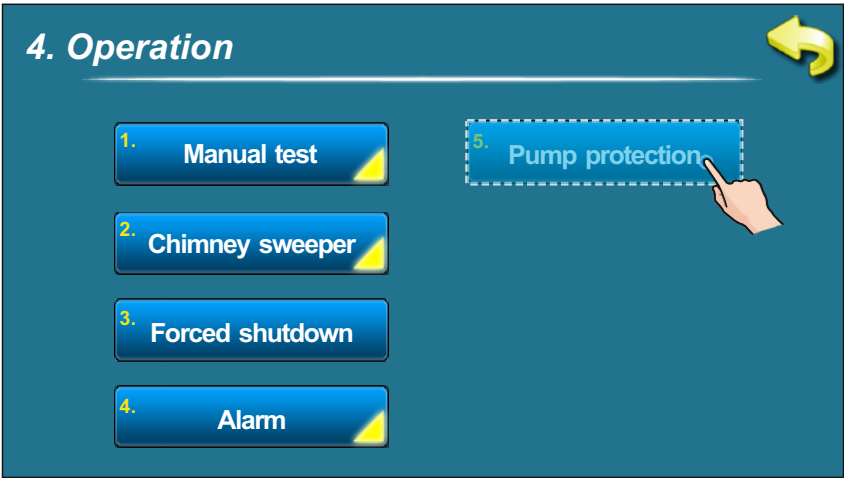 4. Operation
1. Manual test
2. Chimney sweeper
3. Forced shutdown
4. Alarm
5. Pump protection